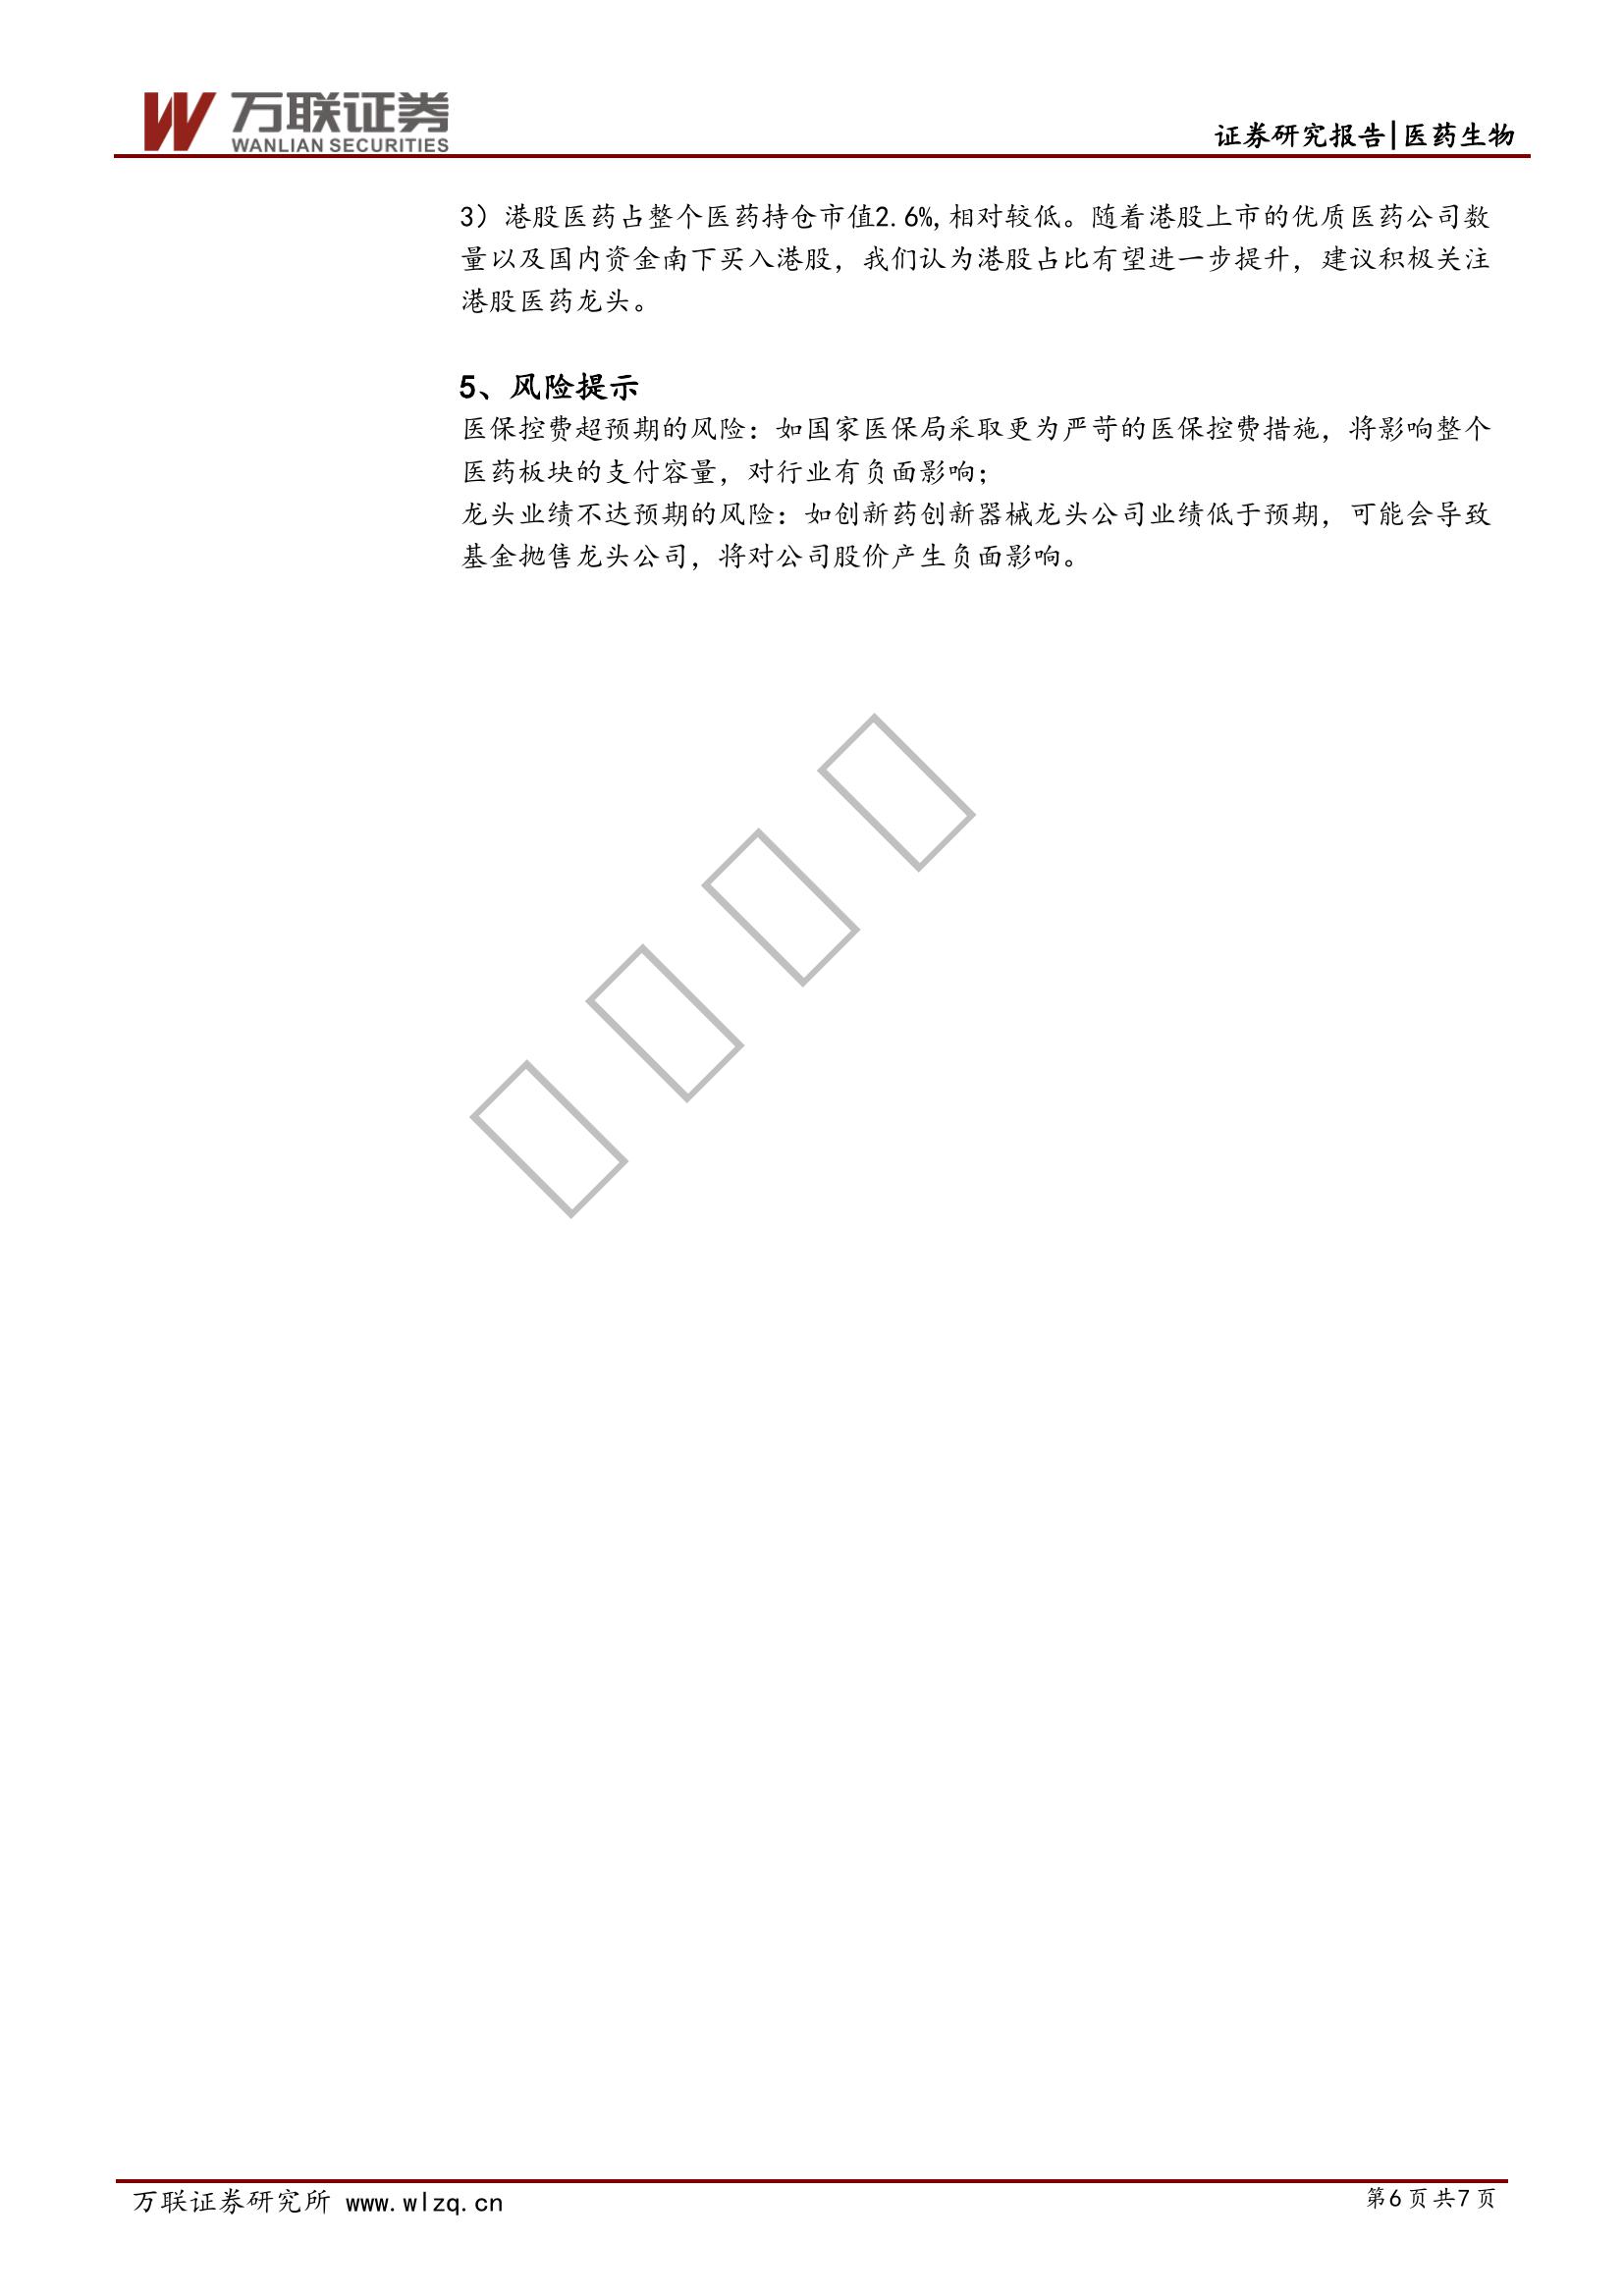 万联证券
WANLIAN SECURITIES
证券研究报告|医药生物
3）港股医药占整个医药持仓市值2.6%,相对较低。随着港股上市的优质医药公司数
量以及国内资金南下买入港股，我们认为港股占比有望进一步提升，建议积极关注
港股医药龙头。
5、风险提示
医保控费超预期的风险：如国家医保局采取更为严苛的医保控费措施，将影响整个
医药板块的支付容量，对行业有负面影响；
龙头业绩不达预期的风险：如创新药创新器械龙头公司业绩低于预期，可能会导致
基金抛售龙头公司，将对公司股价产生负面影响。
万联证券研究所 www.wlzq.cn
第6页共7页